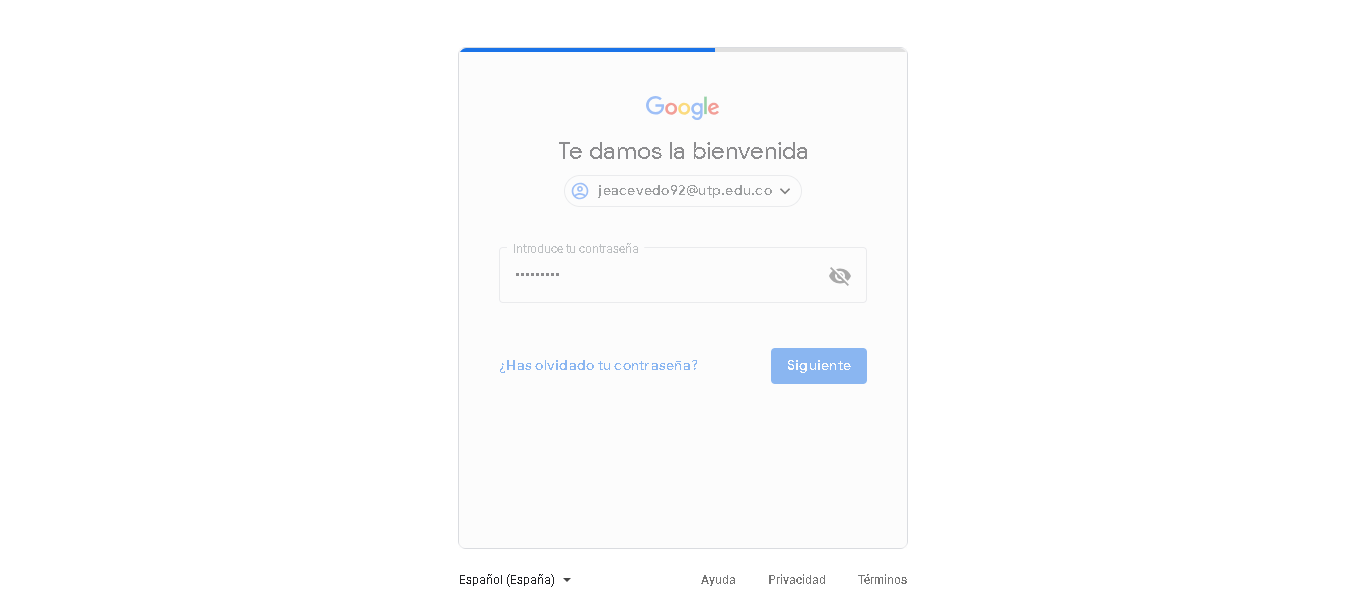 Google
Te damos la bienvenida
jeacevedo92@utp.edu.co
Introduce tu contraseña
•••••••••
¿Has olvidado tu contraseña?
Siguiente
Español (España)
Ayuda
Privacidad
Términos